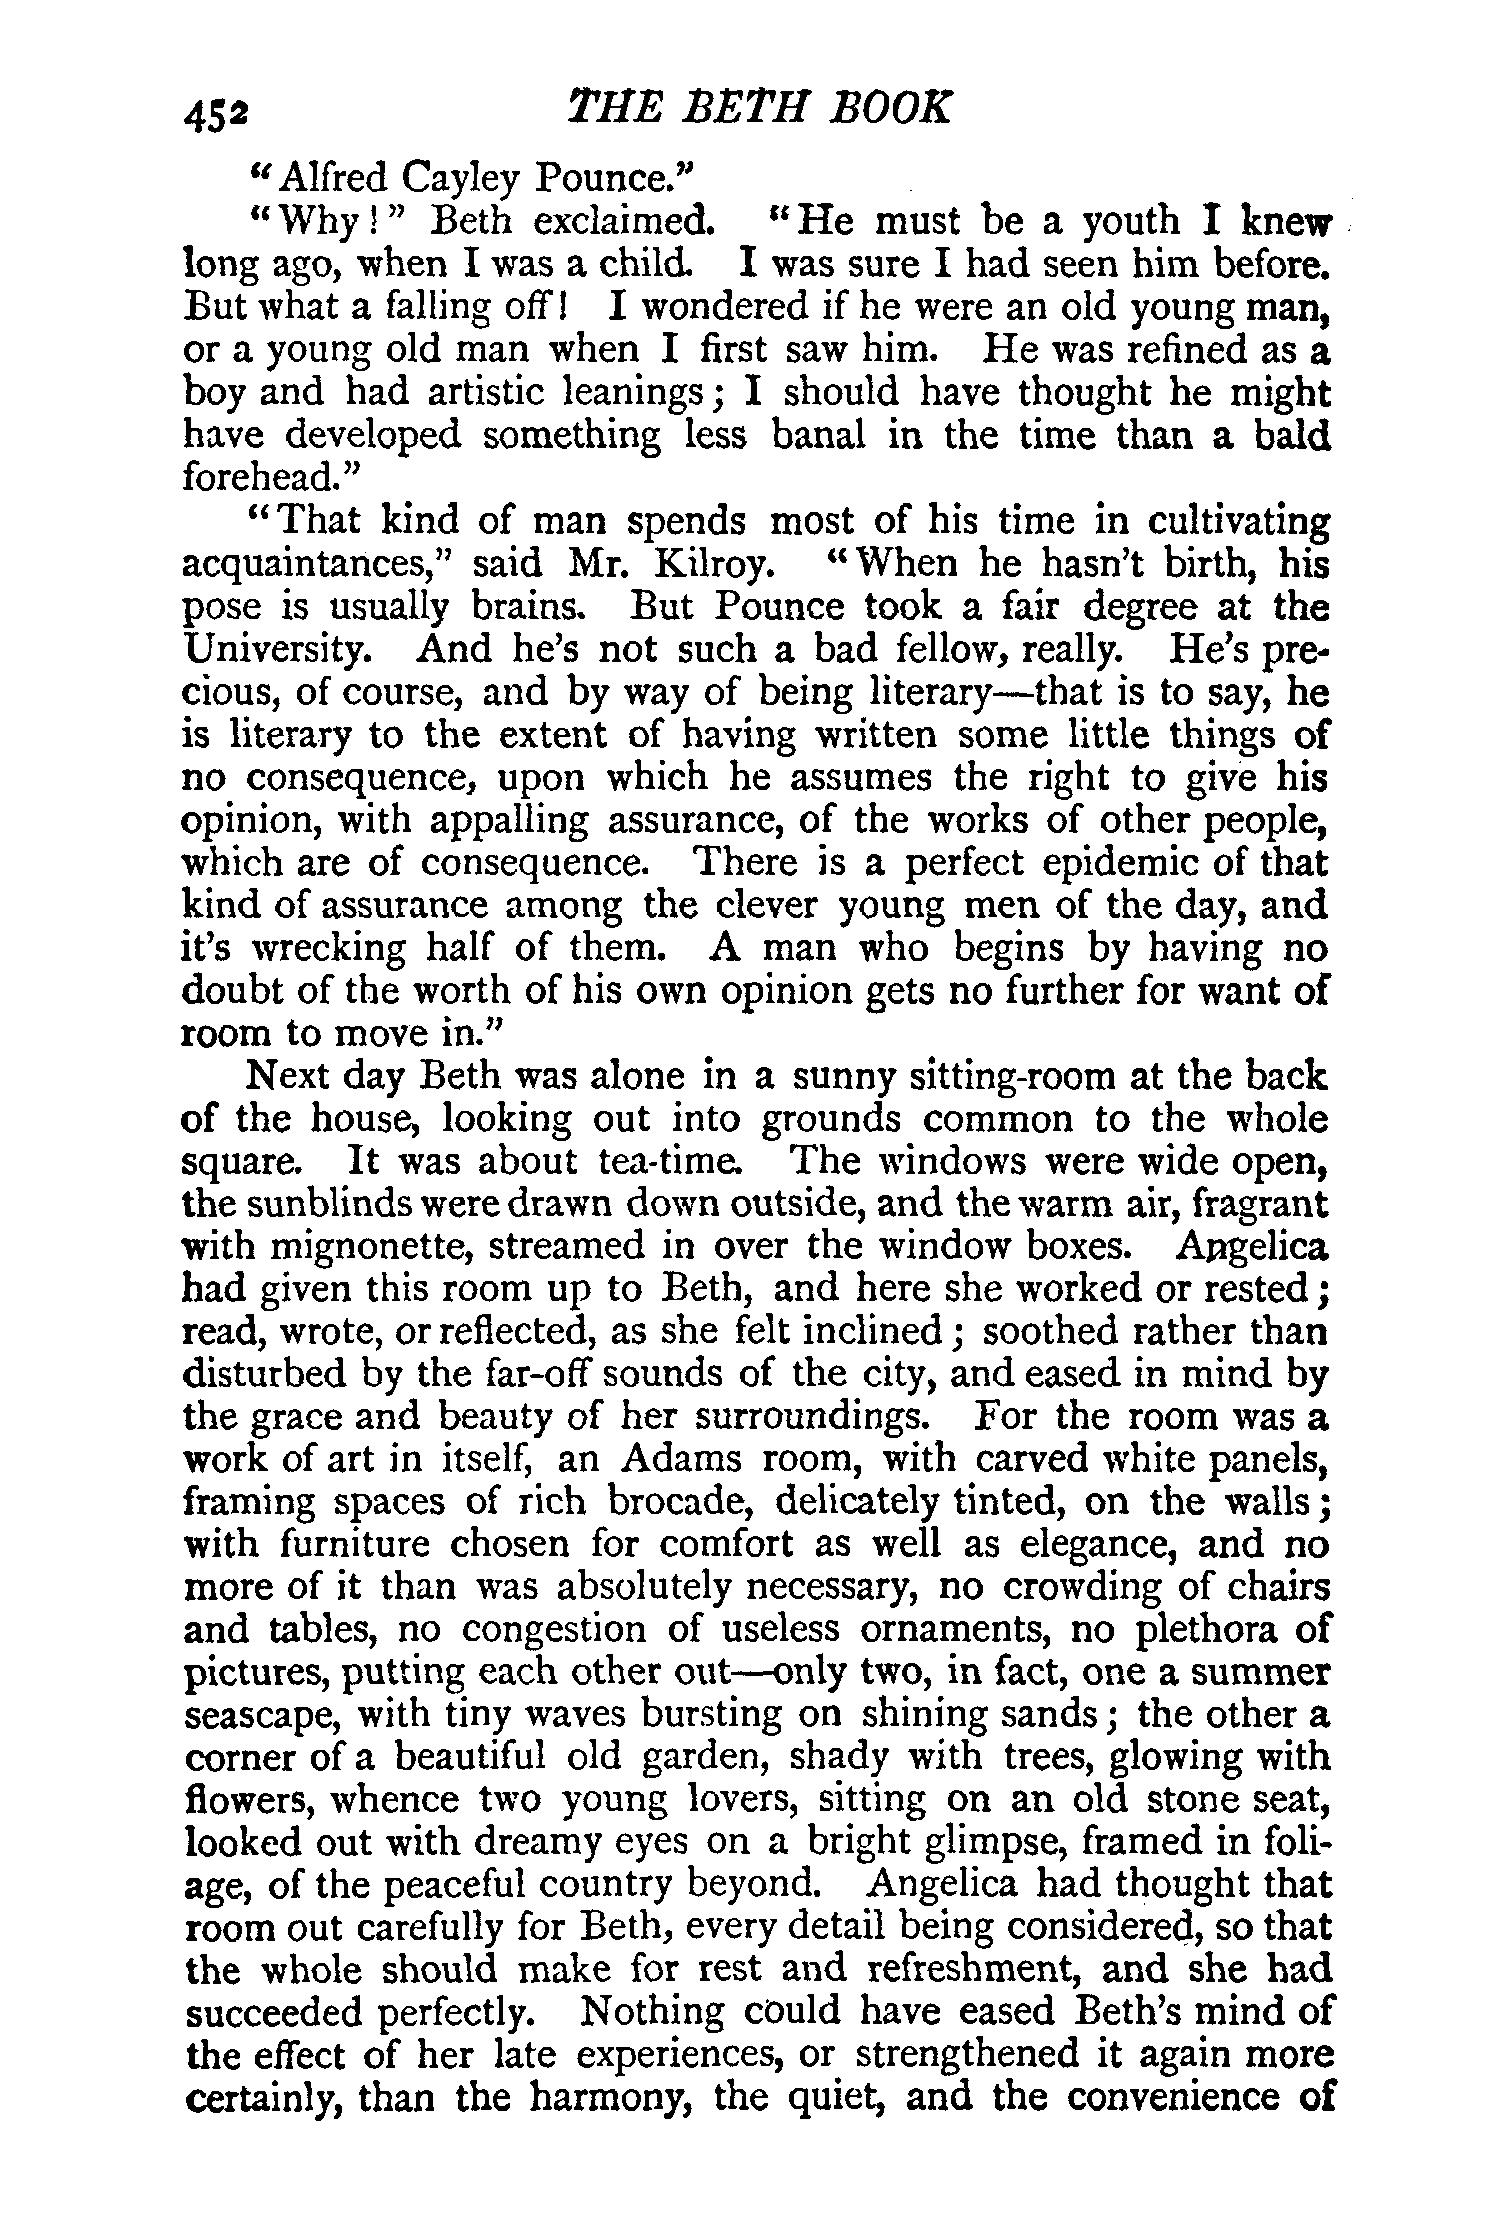 452 THE BETH BOOK
"Alfred Cayley Pounce."
"Why!" Beth exclaimed. "He must be a youth I knew
long ago, when I was a child. I was sure I had seen him before.
But what a falling off! I wondered if he were an old young man,
or a young old man when I first saw him. He was refined as a
boy and had artistic leanings; I should have thought he might
have developed something less banal in the time than a bald
forehead."
"That kind of man spends most of his time in cultivating
acquaintances," said Mr. Kilroy. "When he hasn't birth, his
pose is usually brains. But Pounce took a fair degree at the
University. And he's not such a bad fellow, really. He's pre-
cious, of course, and by way of being literary—that is to say, he
is literary to the extent of having written some little things of
no consequence, upon which he assumes the right to give his
opinion, with appalling assurance, of the works of other people,
which are of consequence. There is a perfect epidemic of that
kind of assurance among the clever young men of the day, and
it's wrecking half of them. A man who begins by having no
doubt of the worth of his own opinion gets no further for want of
room to move in."
Next day Beth was alone in a sunny sitting-room at the back
of the house, looking out into grounds common to the whole
square. It was about tea-time. The windows were wide open,
the sunblinds were drawn down outside, and the warm air, fragrant
with mignonette, streamed in over the window boxes. Angelica
had given this room up to Beth, and here she worked or rested;
read, wrote, or reflected, as she felt inclined; soothed rather than
disturbed by the far-off sounds of the city, and eased in mind by
the grace and beauty of her surroundings. For the room was a
work of art in itself, an Adams room, with carved white panels,
framing spaces of rich brocade, delicately tinted, on the walls;
with furniture chosen for comfort as well as elegance, and no
more of it than was absolutely necessary, no crowding of chairs
and tables, no congestion of useless ornaments, no plethora of
pictures, putting each other out—only two, in fact, one a summer
seascape, with tiny waves bursting on shining sands; the other a
corner of a beautiful old garden, shady with trees, glowing with
flowers, whence two young lovers, sitting on an old stone seat,
looked out with dreamy eyes on a bright glimpse, framed in foli-
age, of the peaceful country beyond. Angelica had thought that
room out carefully for Beth, every detail being considered, so that
the whole should make for rest and refreshment, and she had
succeeded perfectly. Nothing could have eased Beth's mind of
the effect of her late experiences, or strengthened it again more
certainly, than the harmony, the quiet, and the convenience of